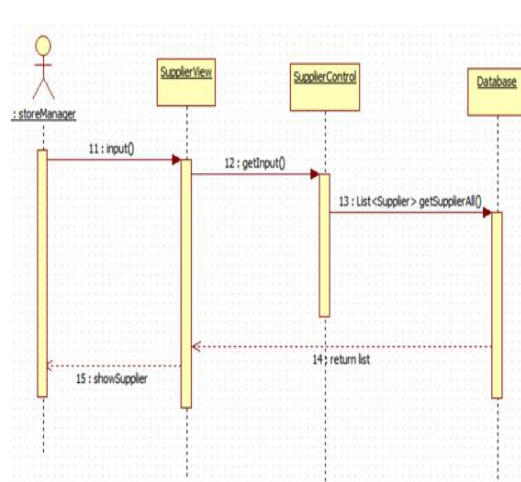 SupplierView
SupplierControl
Database
: storeManager
11 : input()
12 : getInput()
13 : List<Supplier> getSupplierAll()
14 : return list
15 : showSupplier